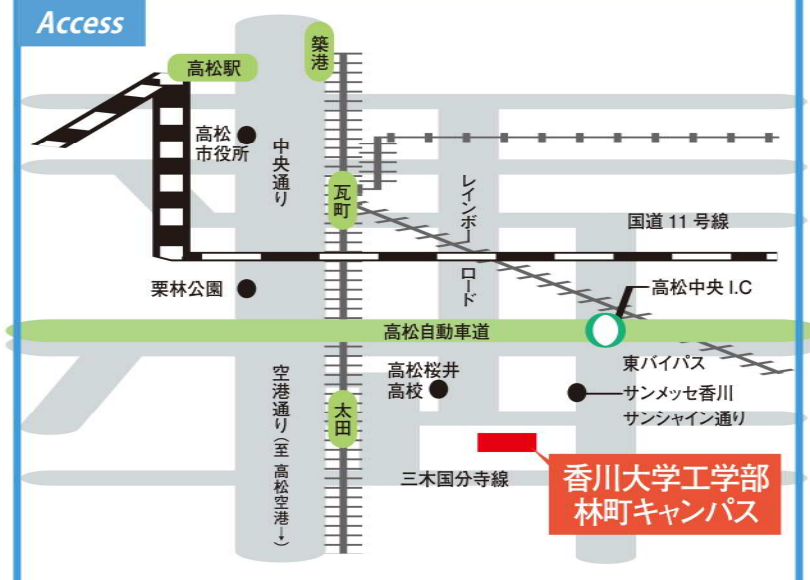 Access
高松駅
築港
高松
市役所
中央通り
瓦町
レインボーロード
国道 11 号線
栗林公園
高松中央 I.C
高松自動車道
東バイパス
高松桜井
高校
サンメッセ香川
サンシャイン通り
空港通り(至 高松空港→)
太田
三木国分寺線
香川大学工学部
林町キャンパス